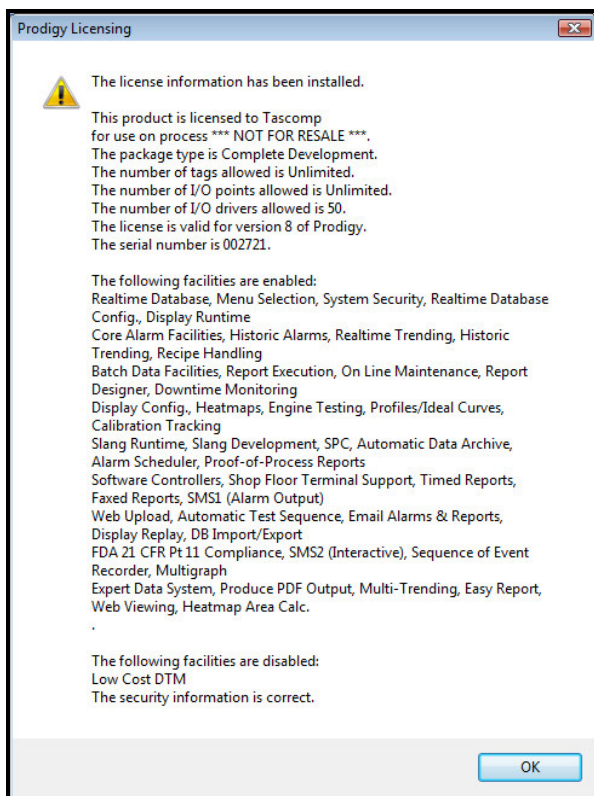 Prodigy Licensing
The license information has been installed.
This product is licensed to Tascomp
for use on process *** NOT FOR RESALE ***.
The package type is Complete Development.
The number of tags allowed is Unlimited.
The number of I/O points allowed is Unlimited.
The number of I/O drivers allowed is 50.
The license is valid for version 8 of Prodigy.
The serial number is 002721.
The following facilities are enabled:
Realtime Database, Menu Selection, System Security, Realtime Database
Config., Display Runtime
Core Alarm Facilities, Historic Alarms, Realtime Trending, Historic
Trending, Recipe Handling
Batch Data Facilities, Report Execution, On Line Maintenance, Report
Designer, Downtime Monitoring
Display Config., Heatmaps, Engine Testing, Profiles/Ideal Curves,
Calibration Tracking
Slang Runtime, Slang Development, SPC, Automatic Data Archive,
Alarm Scheduler, Proof-of-Process Reports
Software Controllers, Shop Floor Terminal Support, Timed Reports,
Faxed Reports, SMS1 (Alarm Output)
Web Upload, Automatic Test Sequence, Email Alarms & Reports,
Display Replay, DB Import/Export
FDA 21 CFR Pt 11 Compliance, SMS2 (Interactive), Sequence of Event
Recorder, Multigraph
Expert Data System, Produce PDF Output, Multi-Trending, Easy Report,
Web Viewing, Heatmap Area Calc.
.
The following facilities are disabled:
Low Cost DTM
The security information is correct.
OK